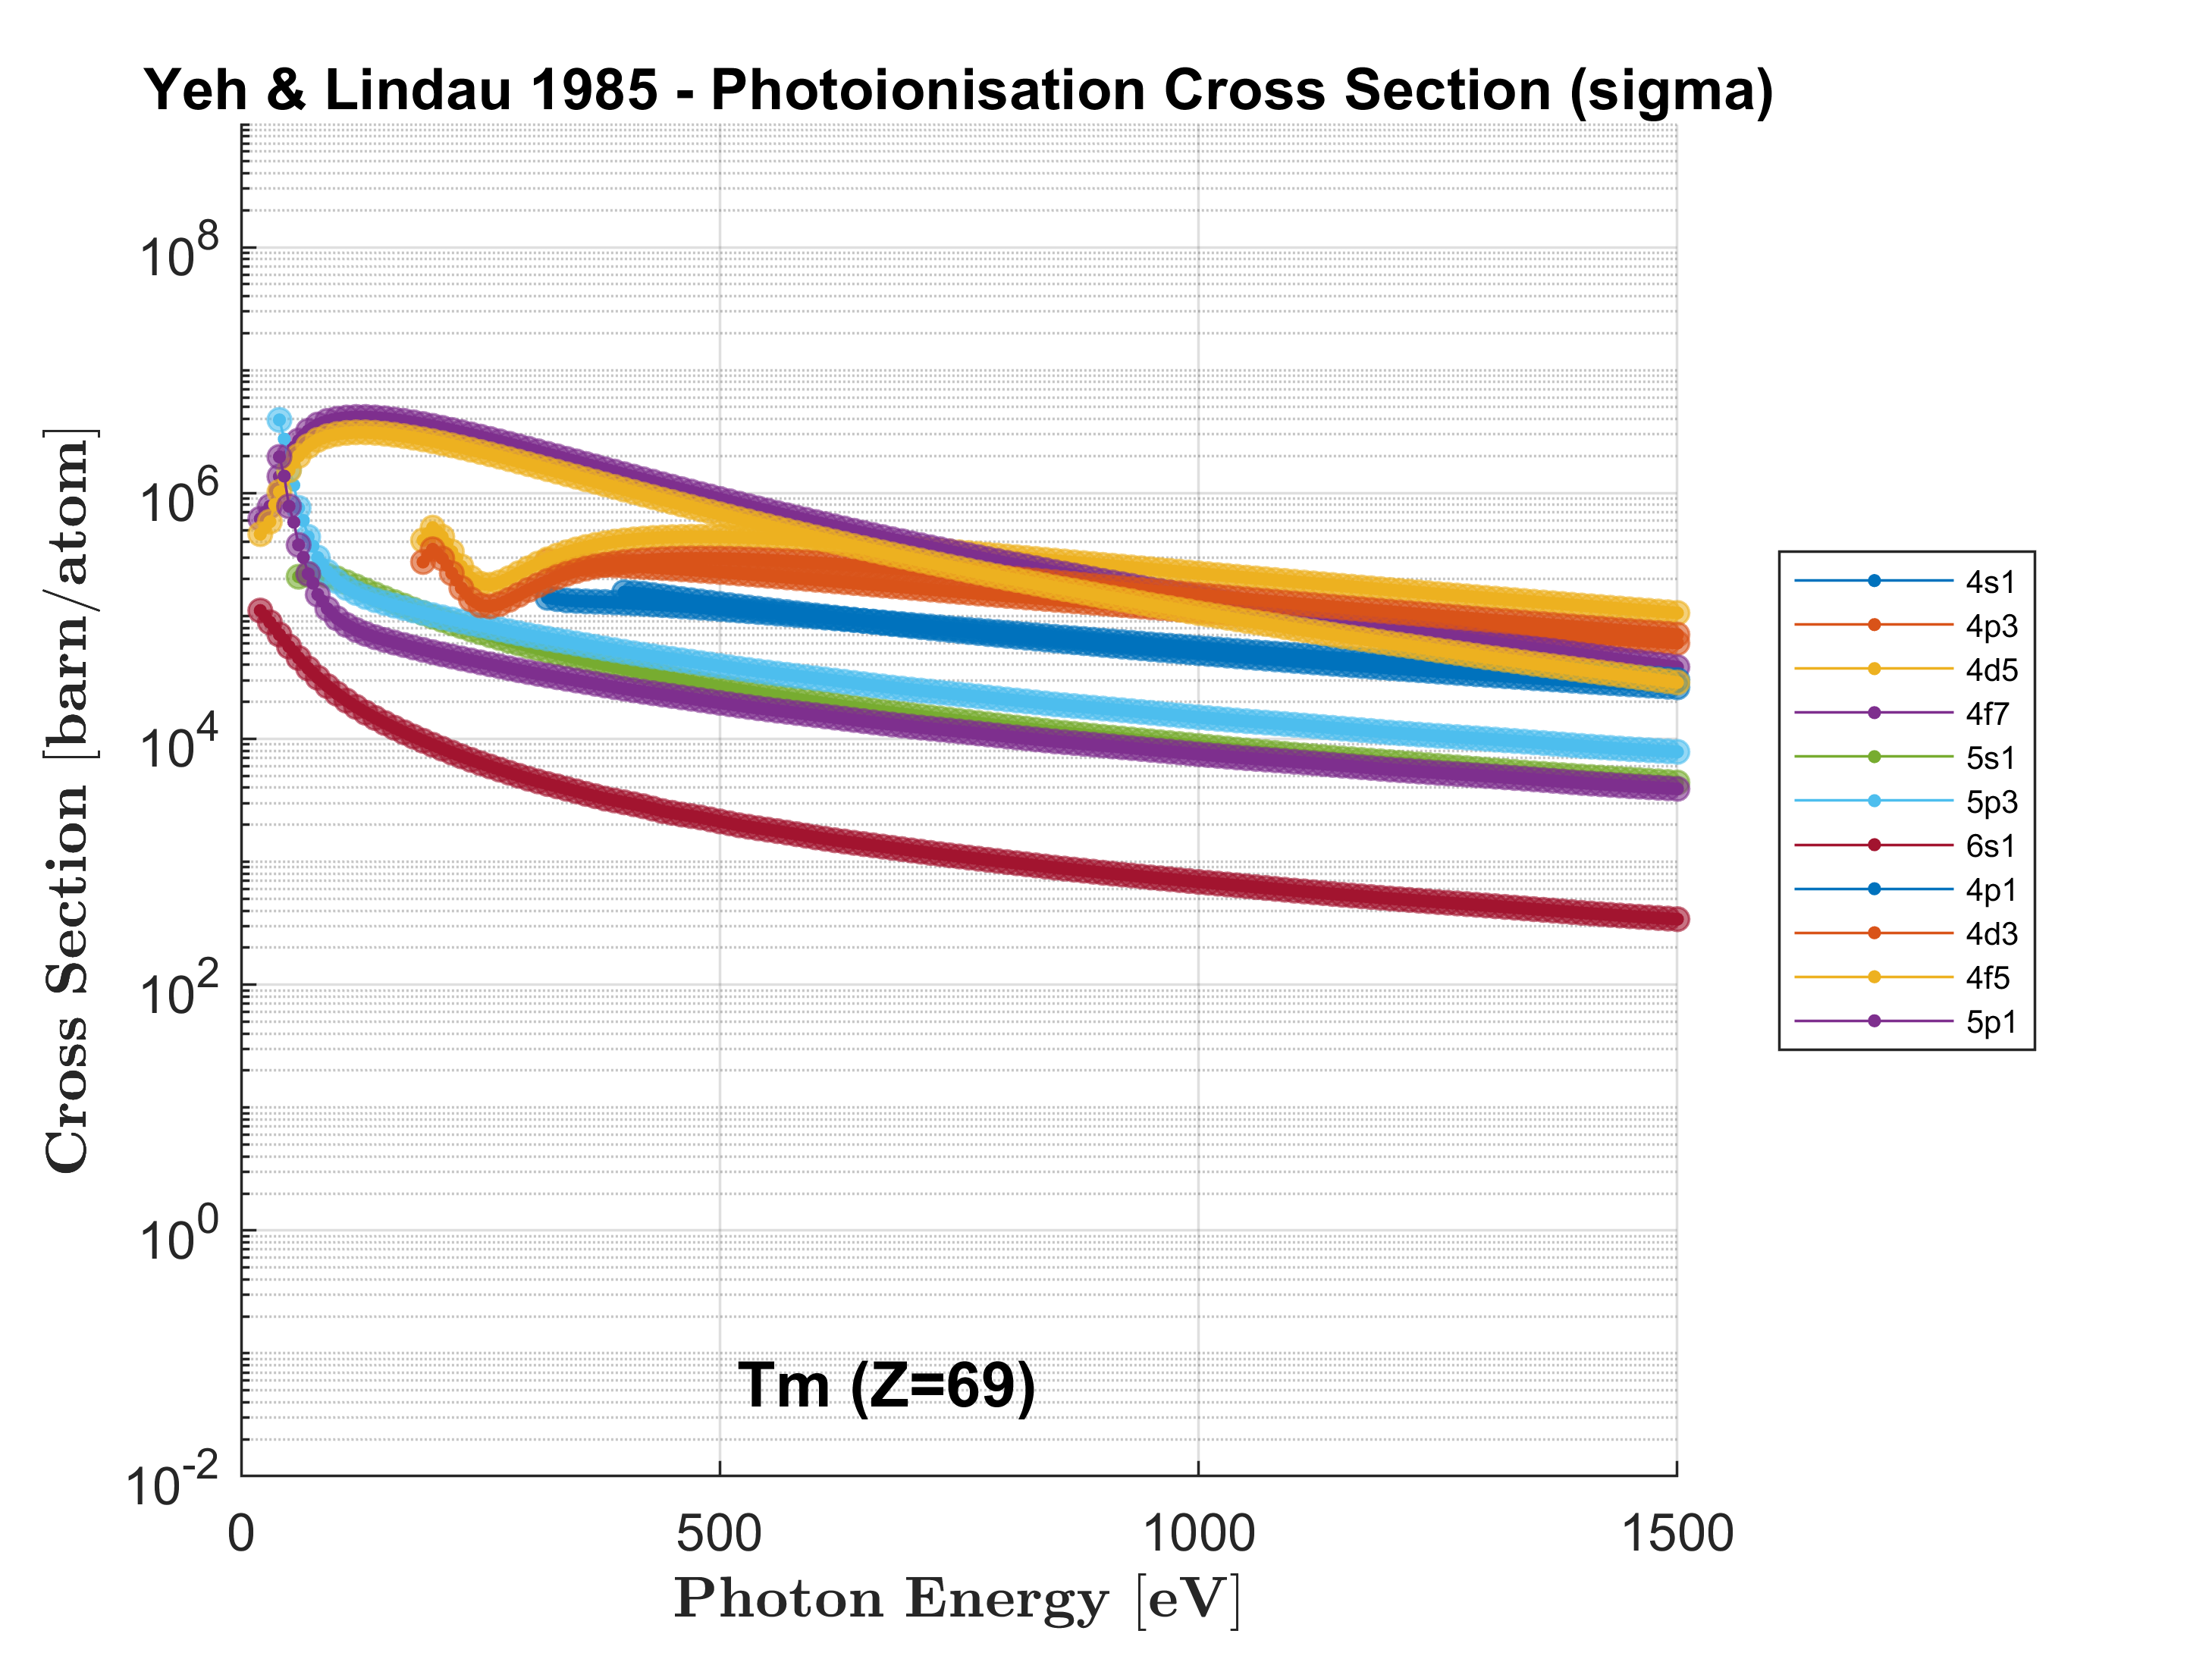 Yeh & Lindau 1985 - Photoionisation Cross Section (sigma)
Cross Section [barn/atom]
10^8
10^6
10^4
10^2
10^0
10^-2
0 500 1000 1500
Photon Energy [eV]
Tm (Z=69)
4s1
4p3
4d5
4f7
5s1
5p3
6s1
4p1
4d3
4f5
5p1